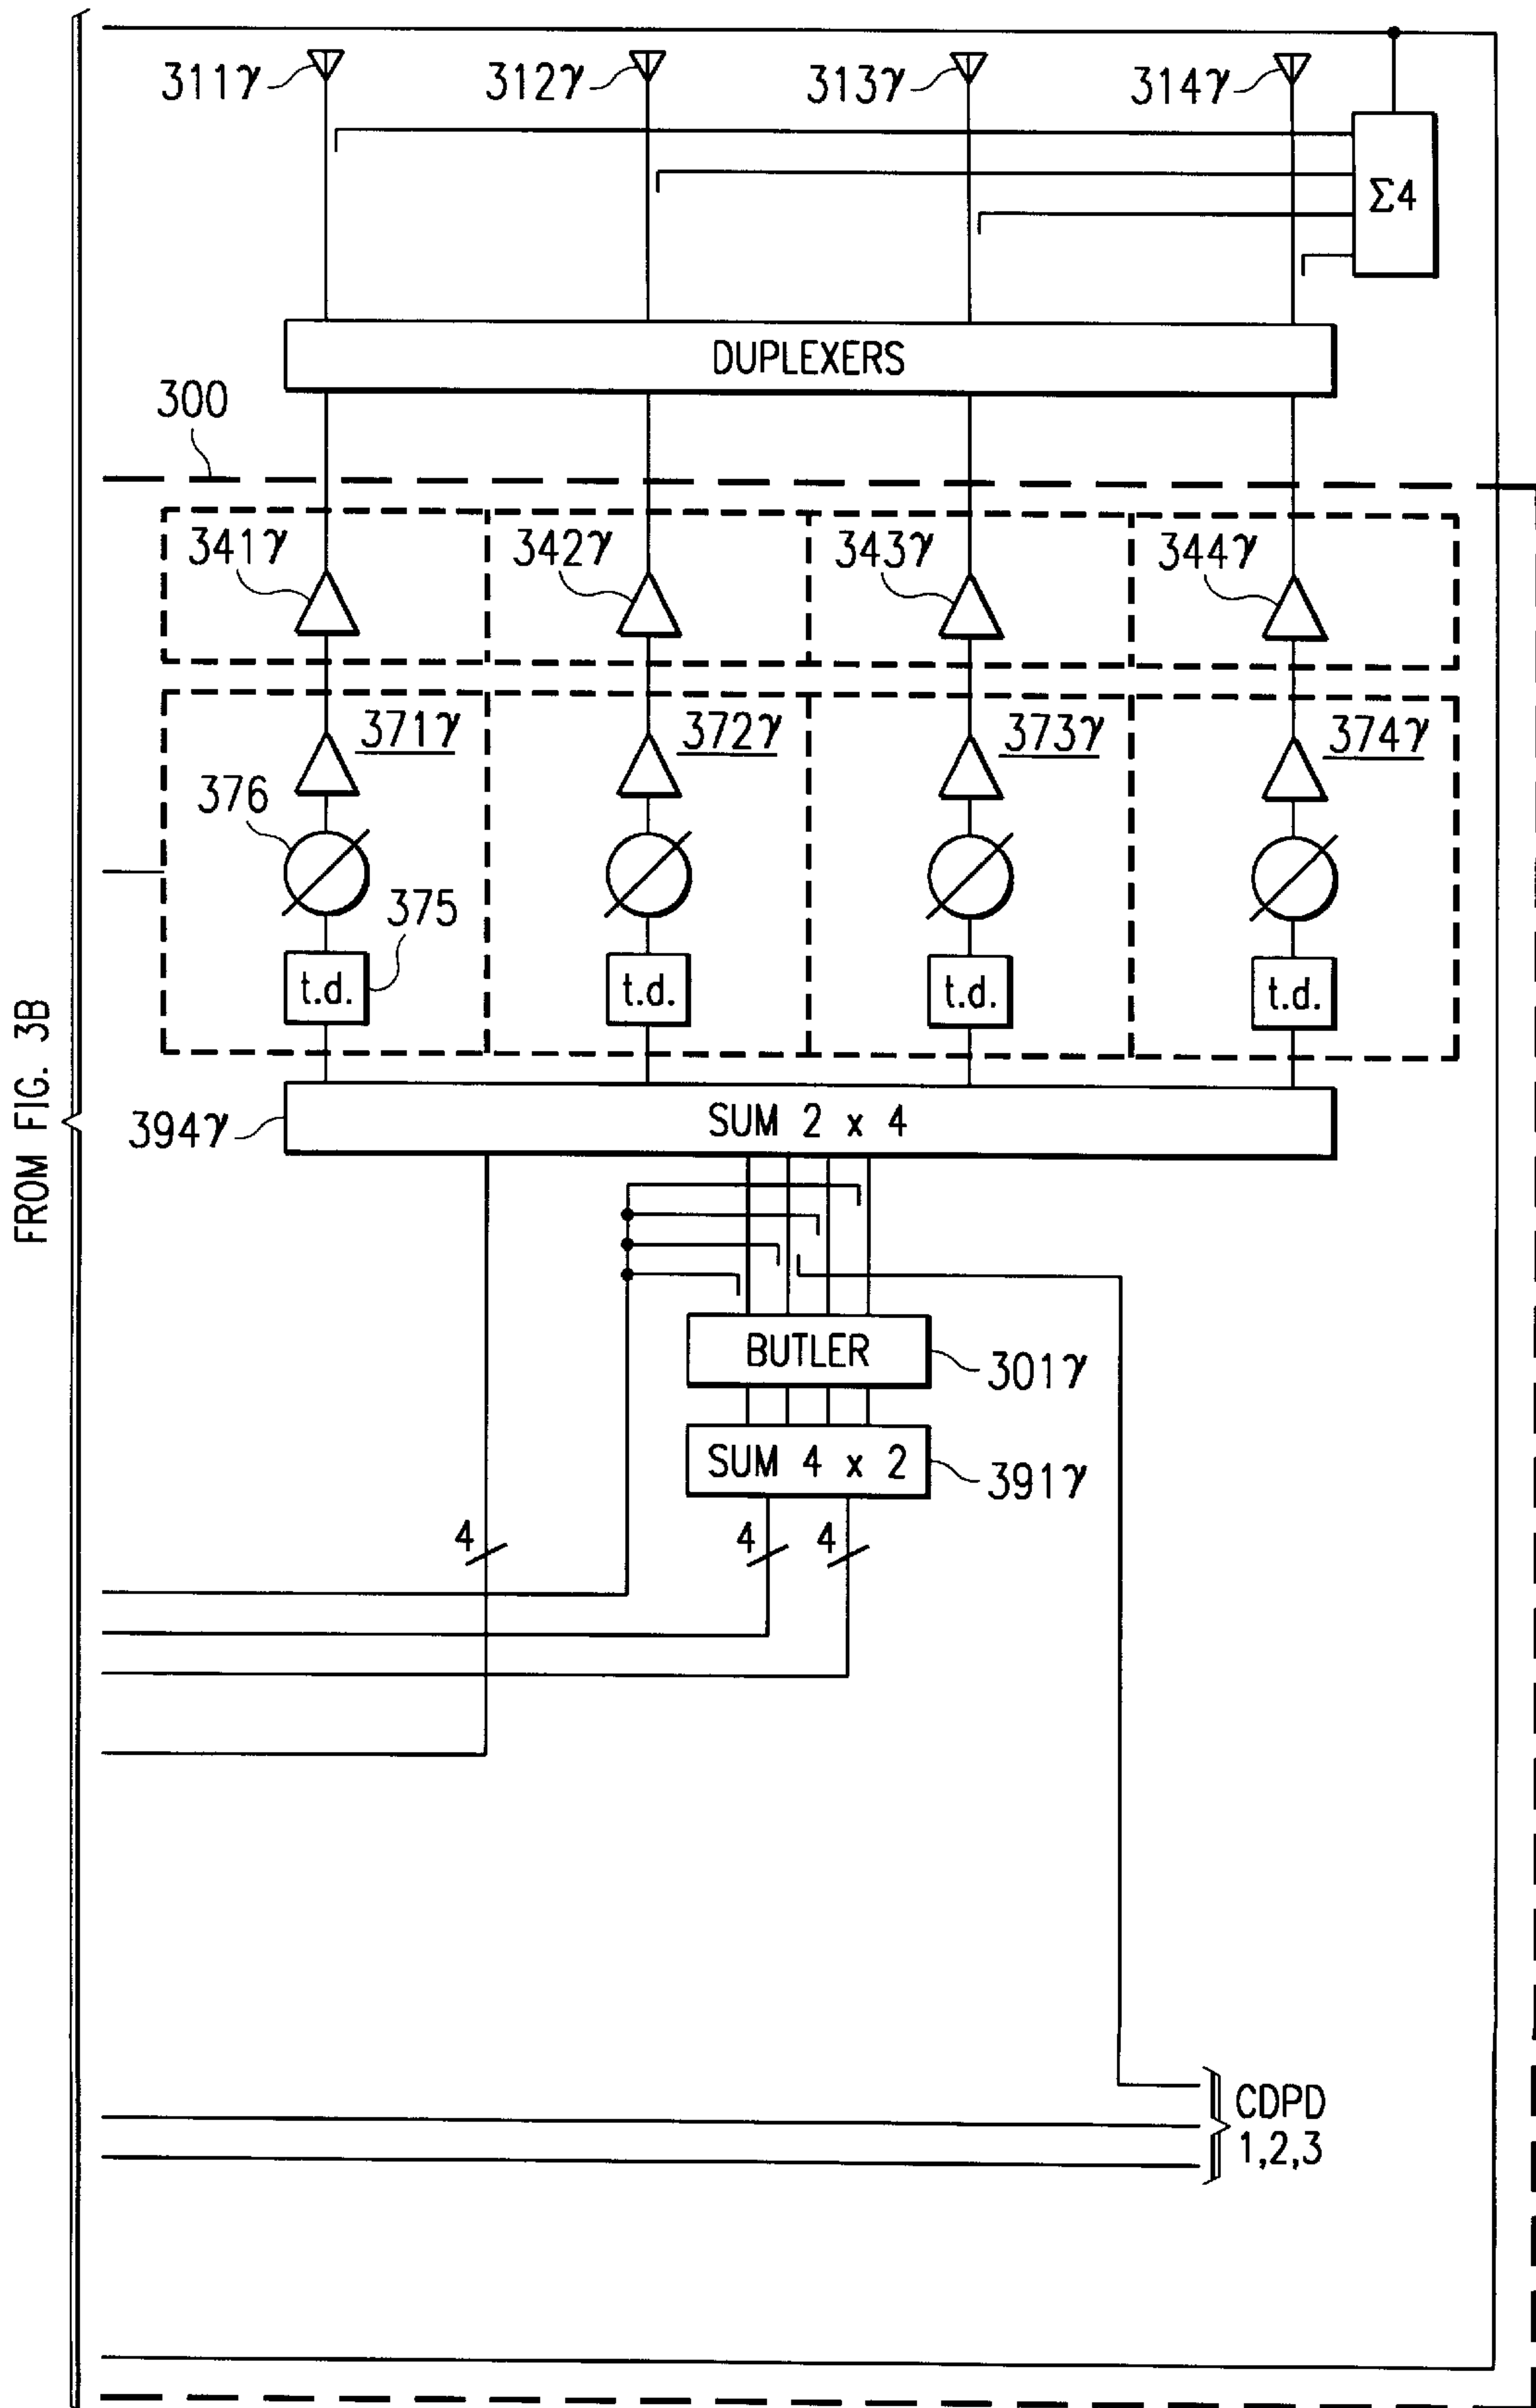 311γ
312γ
313γ
314γ
Σ4
DUPLEXERS
300
341γ
342γ
343γ
344γ
371γ
372γ
373γ
374γ
376
375
t.d.
t.d.
t.d.
t.d.
FROM FIG. 3B
394γ
SUM 2 x 4
BUTLER
301γ
SUM 4 x 2
391γ
4
4
4
CDPD
1,2,3